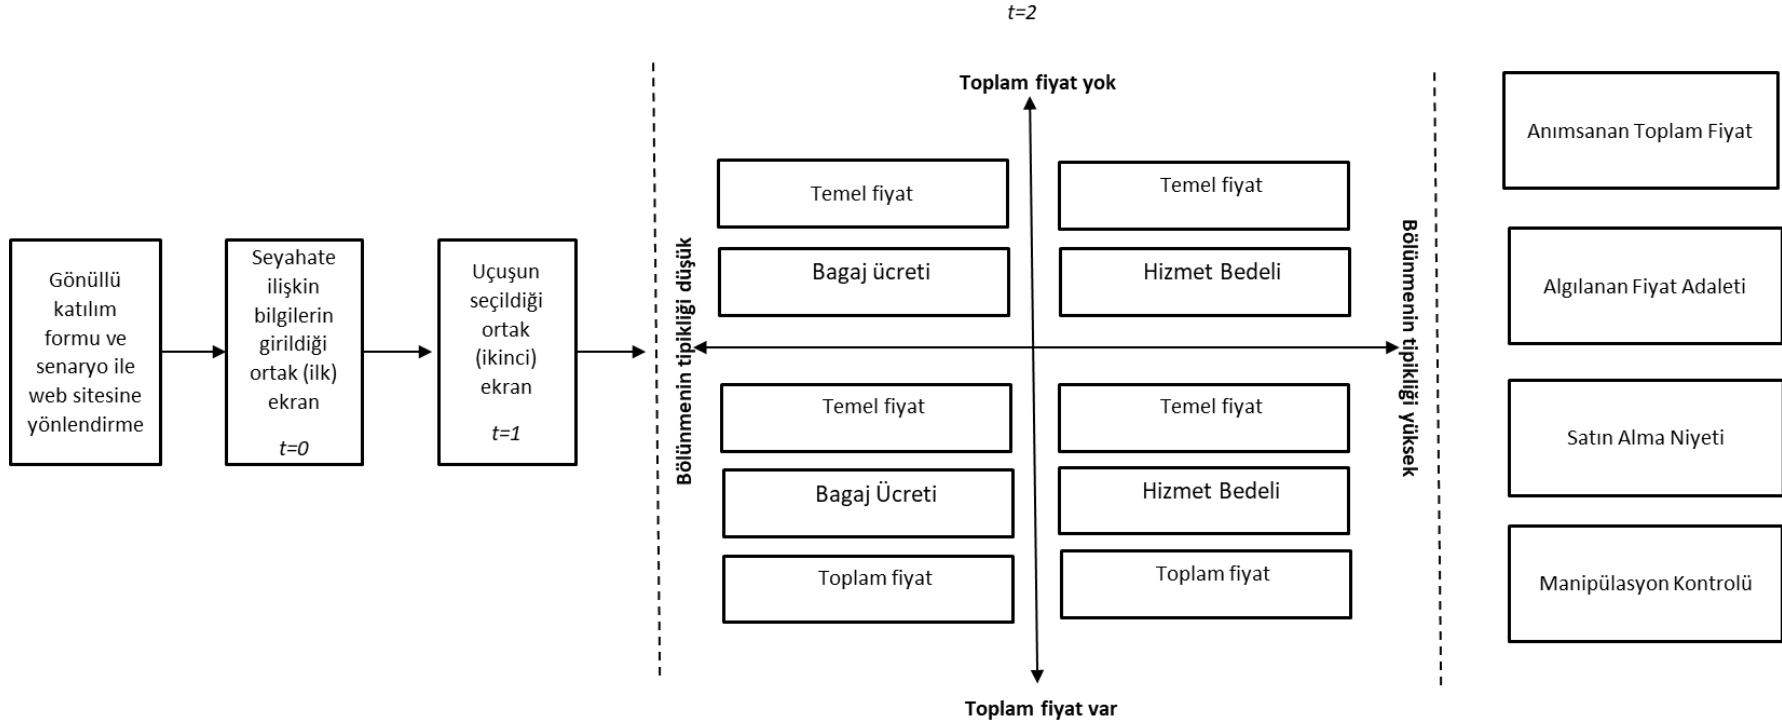 t=2
Gönüllü
katılım
formu ve
senaryo ile
web sitesine
yönlendirme
Seyahate
ilişkin
bilgilerin
girildiği
ortak (ilk)
ekran
t=0
Uçuşun
seçildiği
ortak
(ikinci)
ekran
t=1
Toplam fiyat yok
Bölünmenin tipikliği düşük
Temel fiyat
Bagaj ücreti
Temel fiyat
Hizmet Bedeli
Temel fiyat
Bagaj Ücreti
Toplam fiyat
Temel fiyat
Hizmet Bedeli
Toplam fiyat
Bölünmenin tipikliği yüksek
Toplam fiyat var
Anımsanan Toplam Fiyat
Algılanan Fiyat Adaleti
Satın Alma Niyeti
Manipülasyon Kontrolü